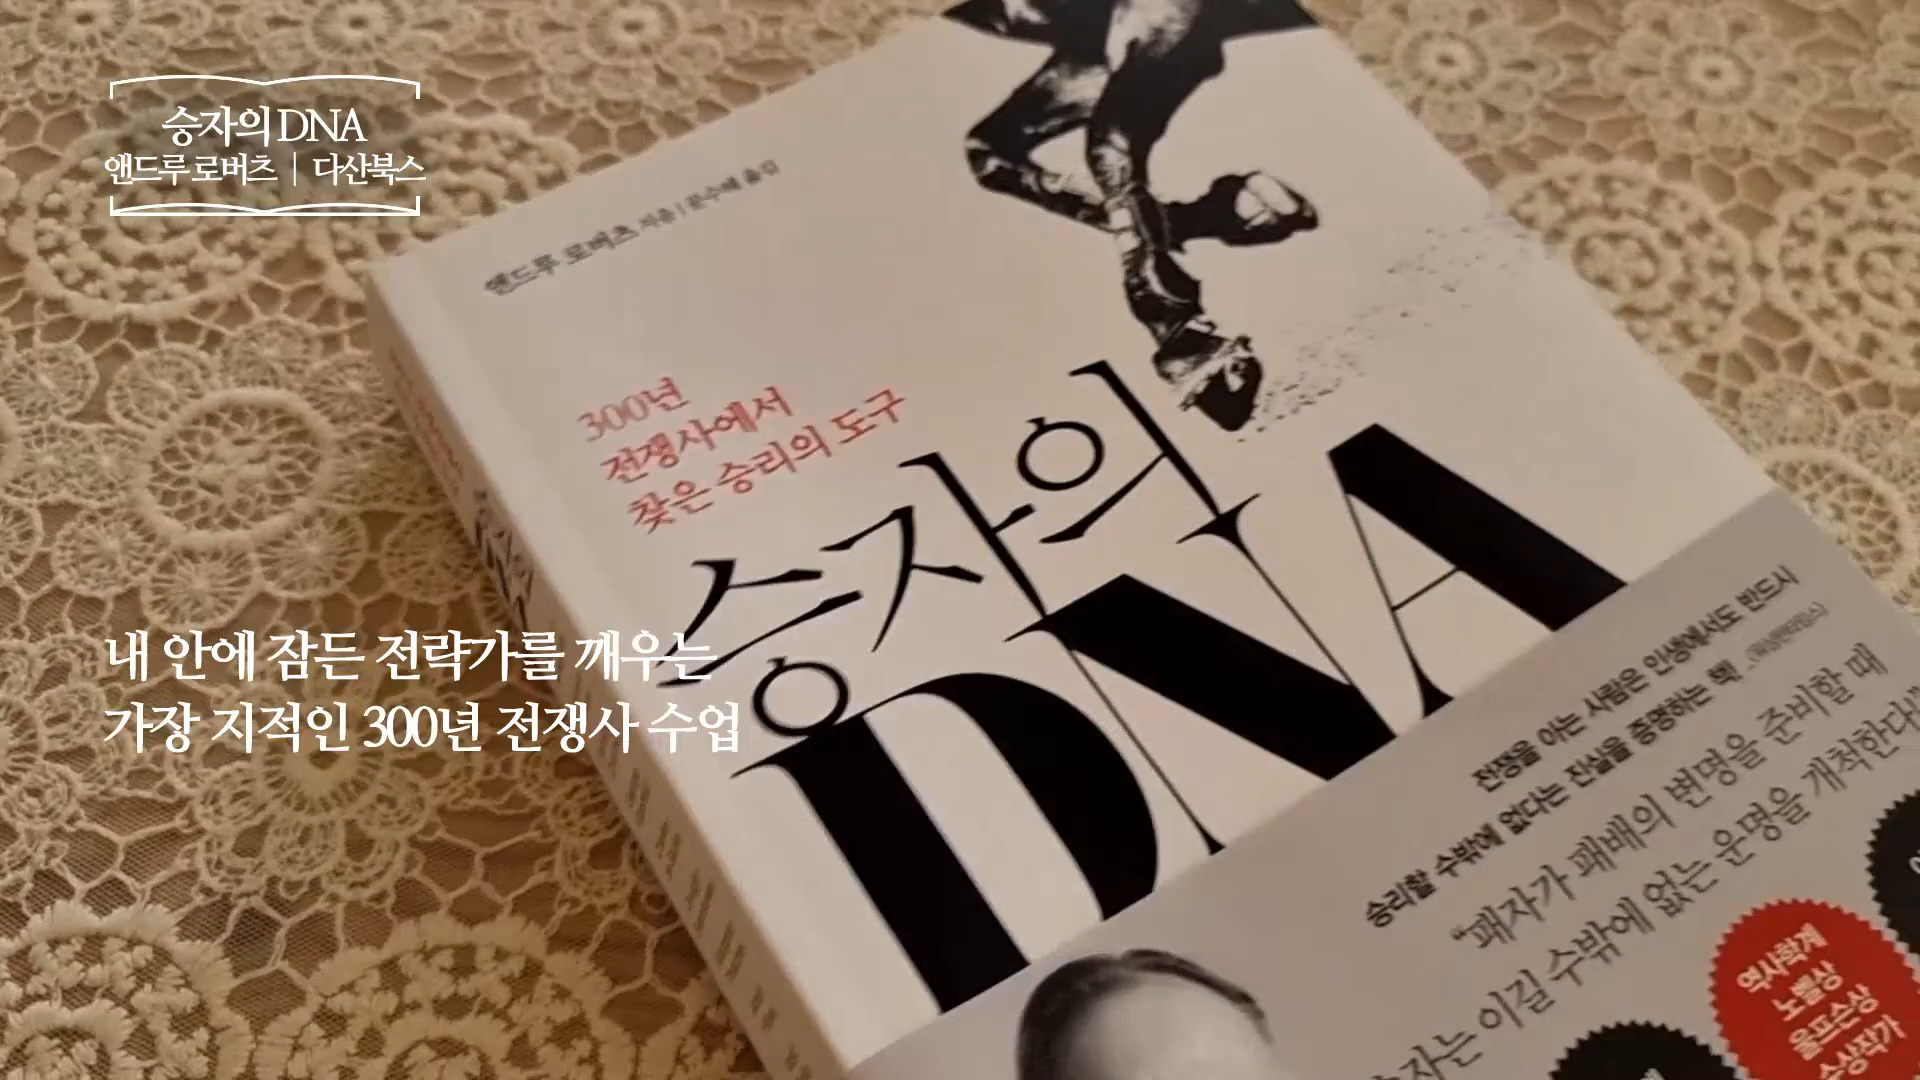 승자의 DNA
앤드루 로버츠 | 다산북스
앤드루 로버츠 지음 | 문수혜 옮김
300년
전쟁사에서
찾은 승리의 도구
승자의
DNA
내 안에 잠든 전략가를 깨우는
가장 지적인 300년 전쟁사 수업
전쟁을 아는 사람은 인생에서도 반드시
승리할 수밖에 없다는 진실을 증명하는 책!
“패자가 패배의 변명을 준비할 때
승자는 이길 수밖에 없는 운명을 개척한다”
역사학계
노벨상
울프슨상
수상작가